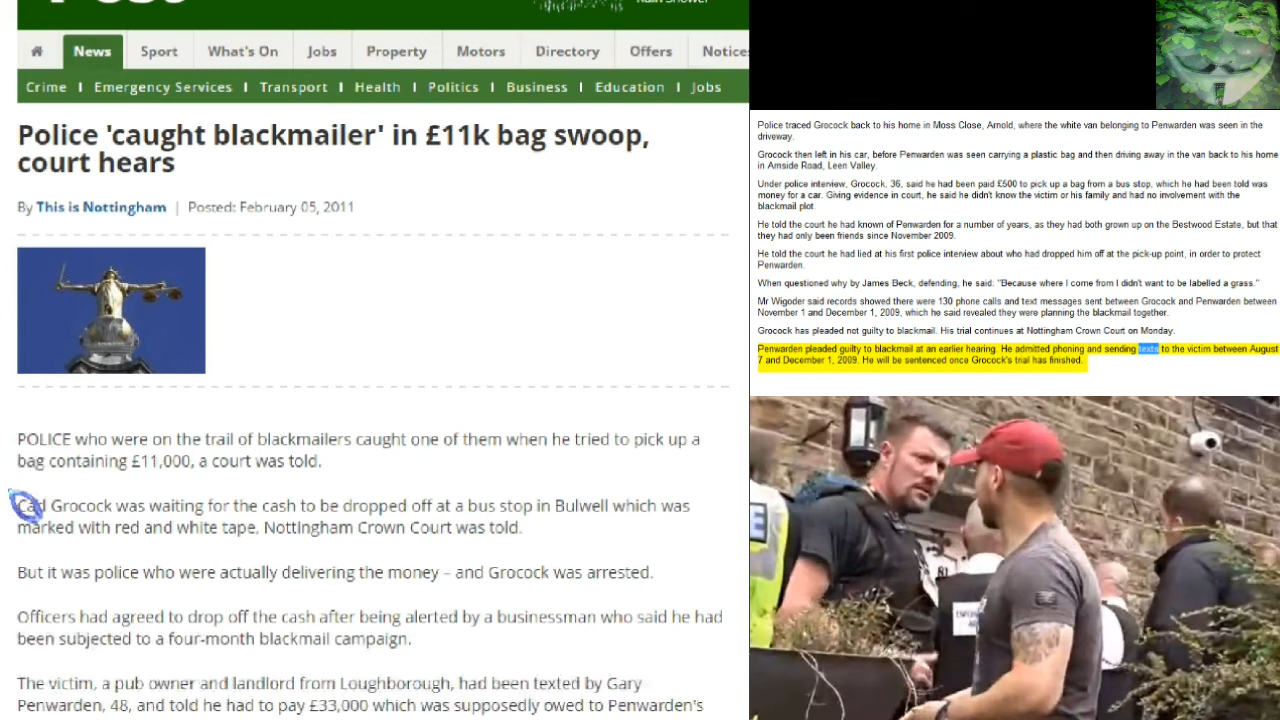 News Sport What's On Jobs Property Motors Directory Offers Notices
Crime I Emergency Services I Transport I Health I Politics I Business I Education I Jobs
Police 'caught blackmailer' in £11k bag swoop,
court hears
By This is Nottingham | Posted: February 05, 2011
POLICE who were on the trail of blackmailers caught one of them when he tried to pick up a
bag containing £11,000, a court was told.
Grocock was waiting for the cash to be dropped off at a bus stop in Bulwell which was
marked with red and white tape, Nottingham Crown Court was told.
But it was police who were actually delivering the money – and Grocock was arrested.
Officers had agreed to drop off the cash after being alerted by a businessman who said he had
been subjected to a four-month blackmail campaign.
The victim, a pub owner and landlord from Loughborough, had been texted by Gary
Penwarden, 48, and told he had to pay £33,000 which was supposedly owed to Penwarden's
Police traced Grocock back to his home in Moss Close, Arnold, where the white van belonging to Penwarden was seen in the
driveway.
Grocock then left in his car, before Penwarden was seen carrying a plastic bag and then driving away in the van back to his home
in Amside Road, Leen Valley.
Under police interview, Grocock, 36, said he had been paid £500 to pick up a bag from a bus stop, which he had been told was
money for a car. Giving evidence in court, he said he didn't know the victim or his family and had no involvement with the
blackmail plot.
He told the court he had known of Penwarden for a number of years, as they had both grown up on the Bestwood Estate, but that
they had only been friends since November 2009.
He told the court he had lied at his first police interview about who had dropped him off at the pick-up point, in order to protect
Penwarden.
When questioned why by James Beck, defending, he said: "Because where I come from I didn't want to be labelled a grass."
Mr Wigoder said records showed there were 130 phone calls and text messages sent between Grocock and Penwarden between
November 1 and December 1, 2009, which he said revealed they were planning the blackmail together.
Grocock has pleaded not guilty to blackmail. His trial continues at Nottingham Crown Court on Monday.
Penwarden pleaded guilty to blackmail at an earlier hearing. He admitted phoning and sending texts to the victim between August
7 and December 1, 2009. He will be sentenced once Grocock's trial has finished.
81